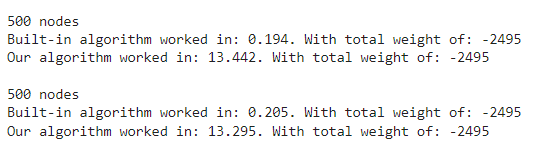 500 nodes
Built-in algorithm worked in: 0.194. With total weight of: -2495
Our algorithm worked in: 13.442. With total weight of: -2495
500 nodes
Built-in algorithm worked in: 0.205. With total weight of: -2495
Our algorithm worked in: 13.295. With total weight of: -2495